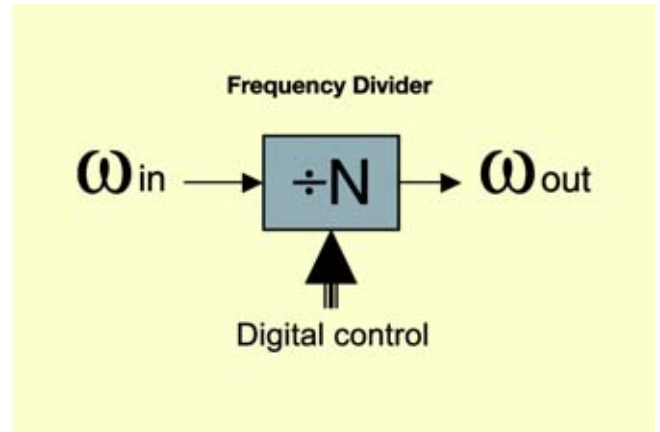 Frequency Divider
ωin ÷N ωout
Digital control